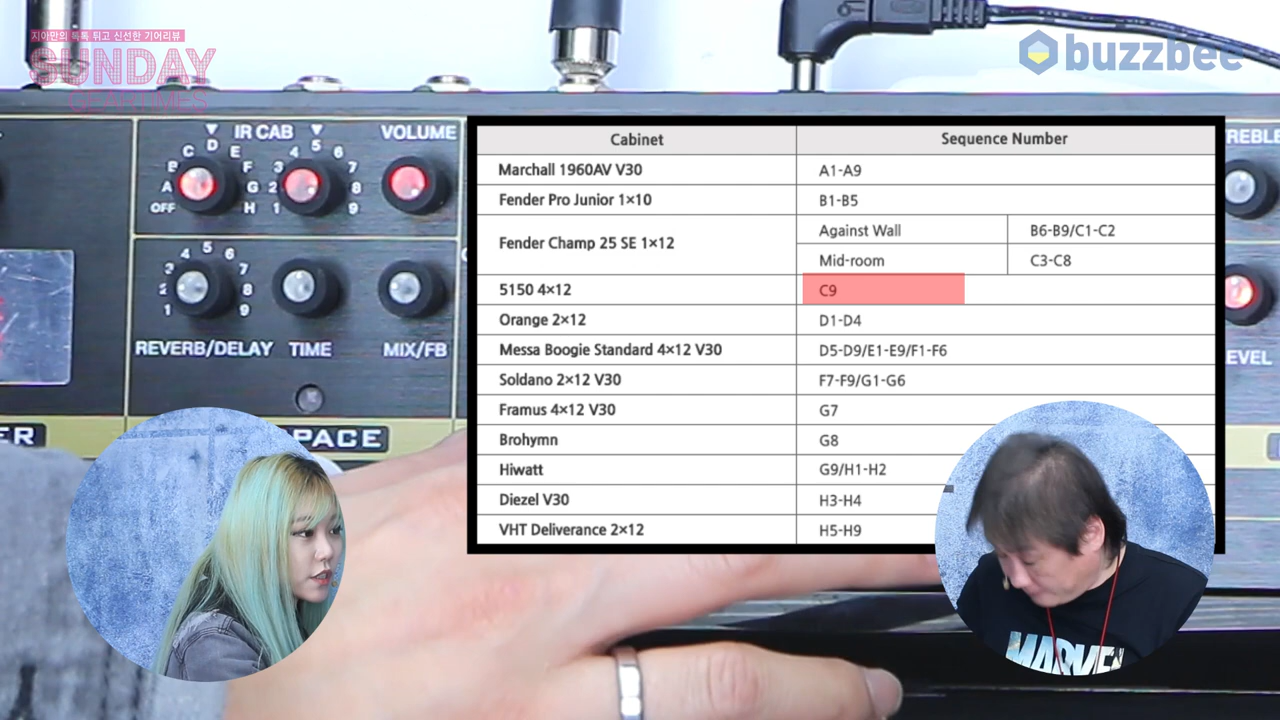 지아만의 톡톡 튀고 신선한 기어리뷰
SUNDAY
GEARTIMES
buzzbee
IR CAB
VOLUME
TREBLE
OFF A B C D E F G H
1 2 3 4 5 6 7 8 9
1 2 3 4 5 6 7 8 9
REVERB/DELAY TIME MIX/FB
LEVEL
ER
SPACE
Cabinet Sequence Number
Marchall 1960AV V30 A1-A9
Fender Pro Junior 1×10 B1-B5
Fender Champ 25 SE 1×12 Against Wall B6-B9/C1-C2
Mid-room C3-C8
5150 4×12 C9
Orange 2×12 D1-D4
Messa Boogie Standard 4×12 V30 D5-D9/E1-E9/F1-F6
Soldano 2×12 V30 F7-F9/G1-G6
Framus 4×12 V30 G7
Brohymn G8
Hiwatt G9/H1-H2
Diezel V30 H3-H4
VHT Deliverance 2×12 H5-H9
MARVEL